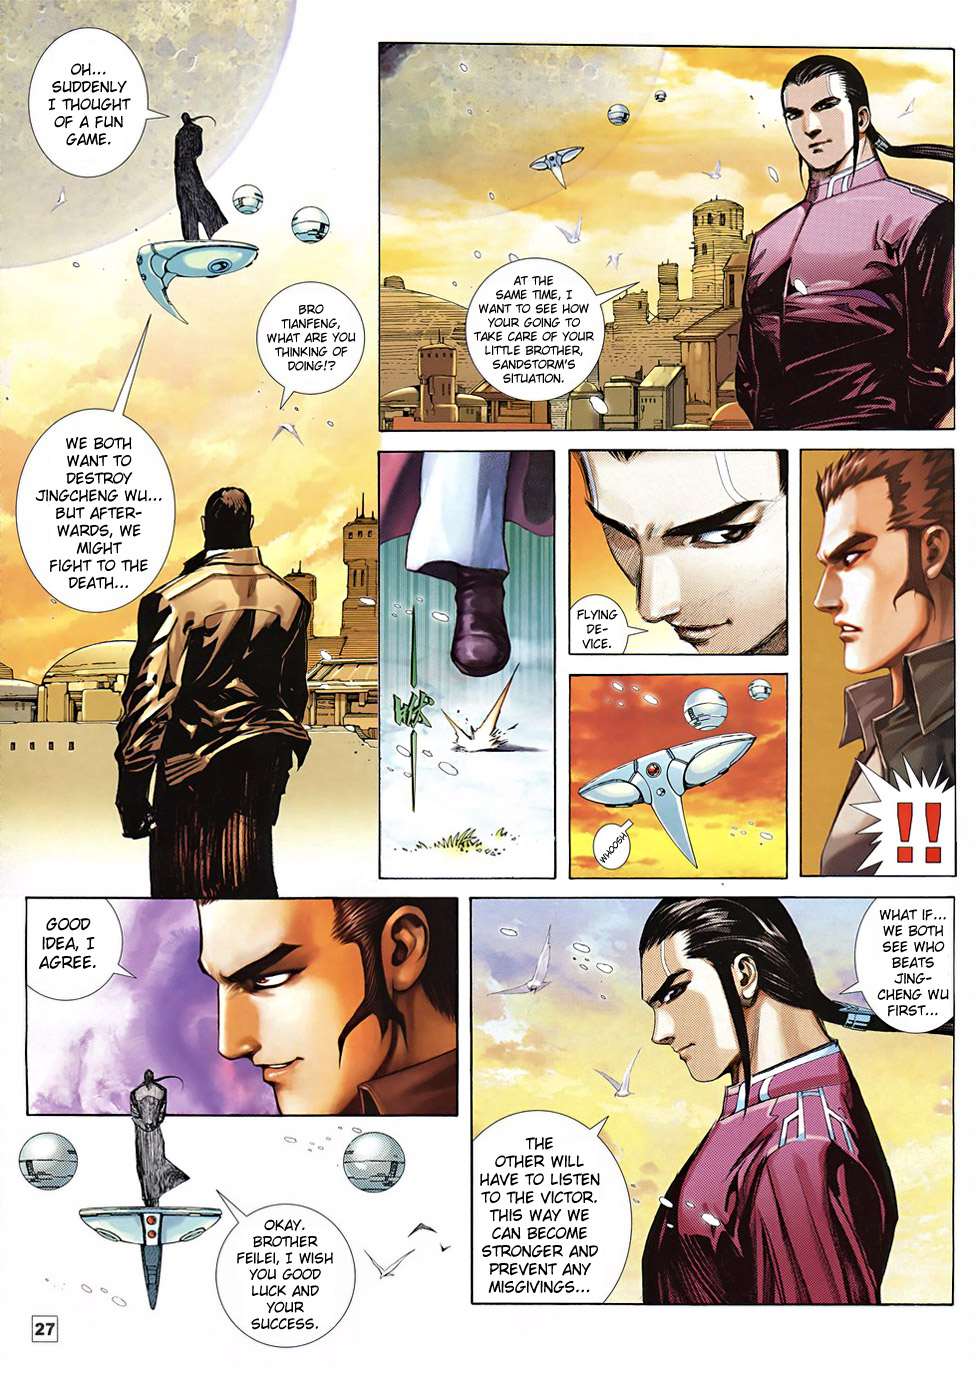 AT THE
SAME TIME, I
WANT TO SEE HOW
YOUR GOING TO
TAKE CARE OF YOUR
LITTLE BROTHER,
SANDSTORM'S
SITUATION.
!!
FLYING
DE-
VICE.
WHOOSH
OH...
SUDDENLY
I THOUGHT
OF A FUN
GAME.
BRO
TIANFENG,
WHAT ARE YOU
THINKING OF
DOING!?
WE BOTH
WANT TO
DESTROY
JINGCHENG WU...
BUT AFTER-
WARDS, WE
MIGHT
FIGHT TO THE
DEATH...
WHAT IF...
WE BOTH
SEE WHO
BEATS
JING-
CHENG WU
FIRST...
THE
OTHER WILL
HAVE TO LISTEN
TO THE VICTOR.
THIS WAY WE
CAN BECOME
STRONGER AND
PREVENT ANY
MISGIVINGS...
GOOD
IDEA, I
AGREE.
OKAY.
BROTHER
FEILEI, I WISH
YOU GOOD
LUCK AND
YOUR
SUCCESS.
27